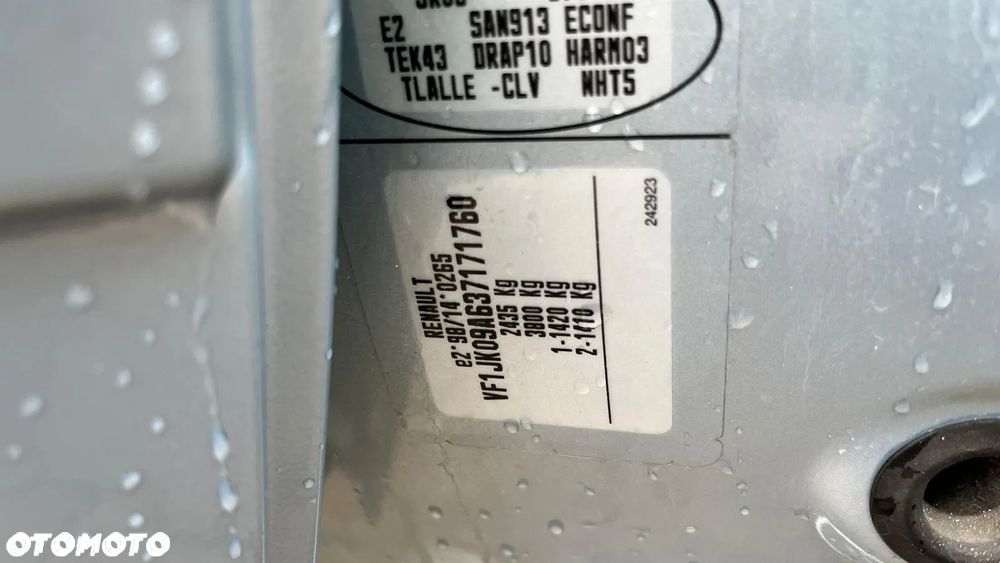 E2 SAN913 ECONF
TEK43 DRAP10 HARM03
TLALLE -CLV NHT5
RENAULT
e2*98/14*0265
VF1JK09A637171760
2435 Kg
3800 Kg
1-1420 Kg
2-1410 Kg
242923
OTOMOTO